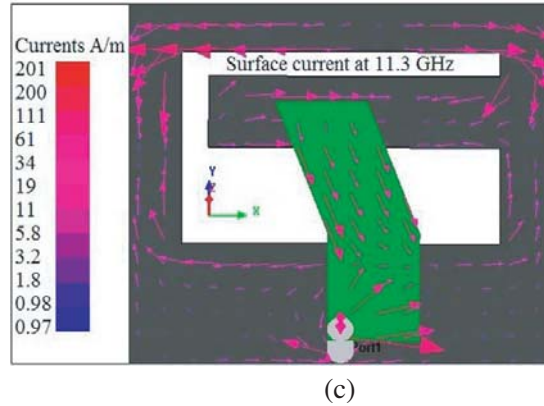 Currents A/m
201
200
111
61
34
19
11
5.8
3.2
1.8
0.98
0.97
Surface current at 11.3 GHz
Y
Z
X
Port1
(c)